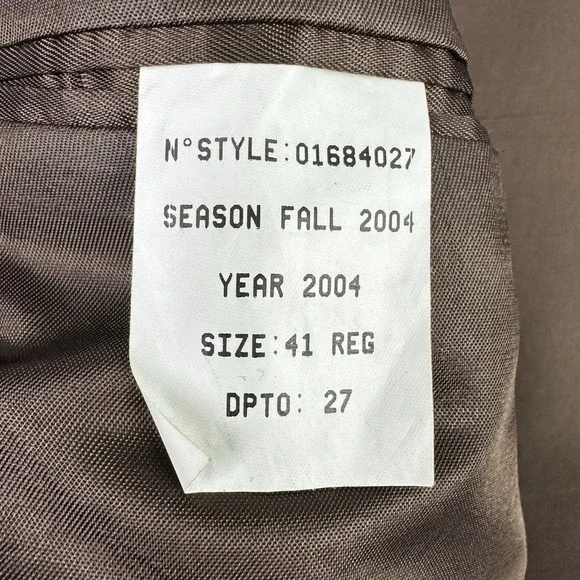 N°STYLE:01684027
SEASON FALL 2004
YEAR 2004
SIZE:41 REG
DPTO: 27